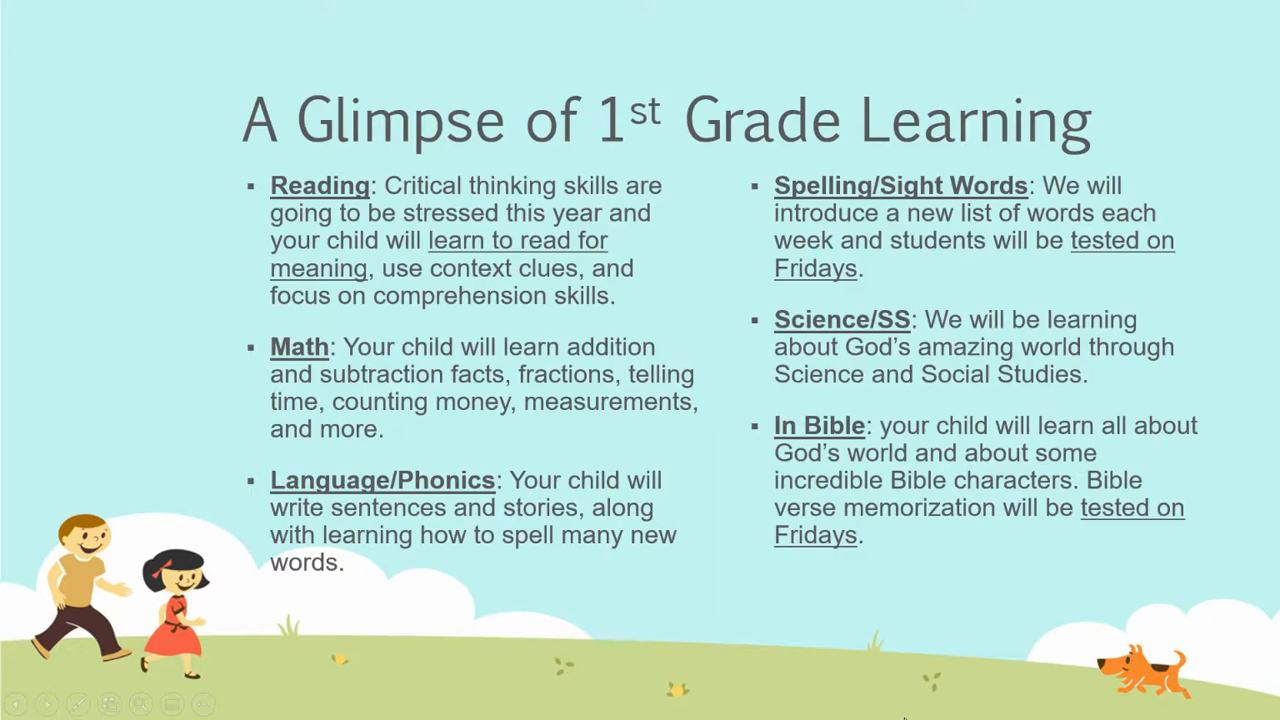 A Glimpse of 1st Grade Learning
▪ Reading: Critical thinking skills are
going to be stressed this year and
your child will learn to read for
meaning, use context clues, and
focus on comprehension skills.
▪ Math: Your child will learn addition
and subtraction facts, fractions, telling
time, counting money, measurements,
and more.
▪ Language/Phonics: Your child will
write sentences and stories, along
with learning how to spell many new
words.
▪ Spelling/Sight Words: We will
introduce a new list of words each
week and students will be tested on
Fridays.
▪ Science/SS: We will be learning
about God’s amazing world through
Science and Social Studies.
▪ In Bible: your child will learn all about
God’s world and about some
incredible Bible characters. Bible
verse memorization will be tested on
Fridays.